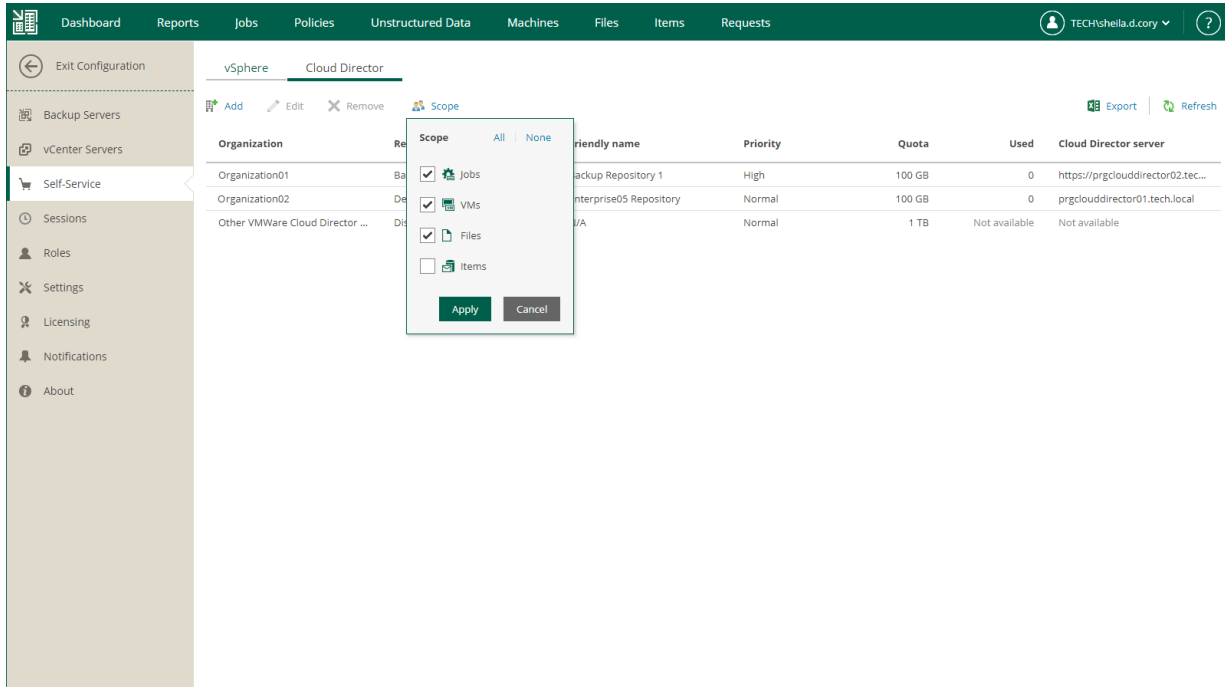 Dashboard Reports Jobs Policies Unstructured Data Machines Files Items Requests TECH\sheila.d.cory ?
Exit Configuration
Backup Servers
vCenter Servers
Self-Service
Sessions
Roles
Settings
Licensing
Notifications
About
vSphere Cloud Director
Add Edit Remove Scope Export Refresh
Organization Re riendly name Priority Quota Used Cloud Director server
Organization01 Ba ackup Repository 1 High 100 GB 0 https://prgclouddirector02.tec...
Organization02 De nterprise05 Repository Normal 100 GB 0 prgclouddirector01.tech.local
Other VMWare Cloud Director ... Dis I/A Normal 1 TB Not available Not available
Scope All None
Jobs
VMs
Files
Items
Apply Cancel